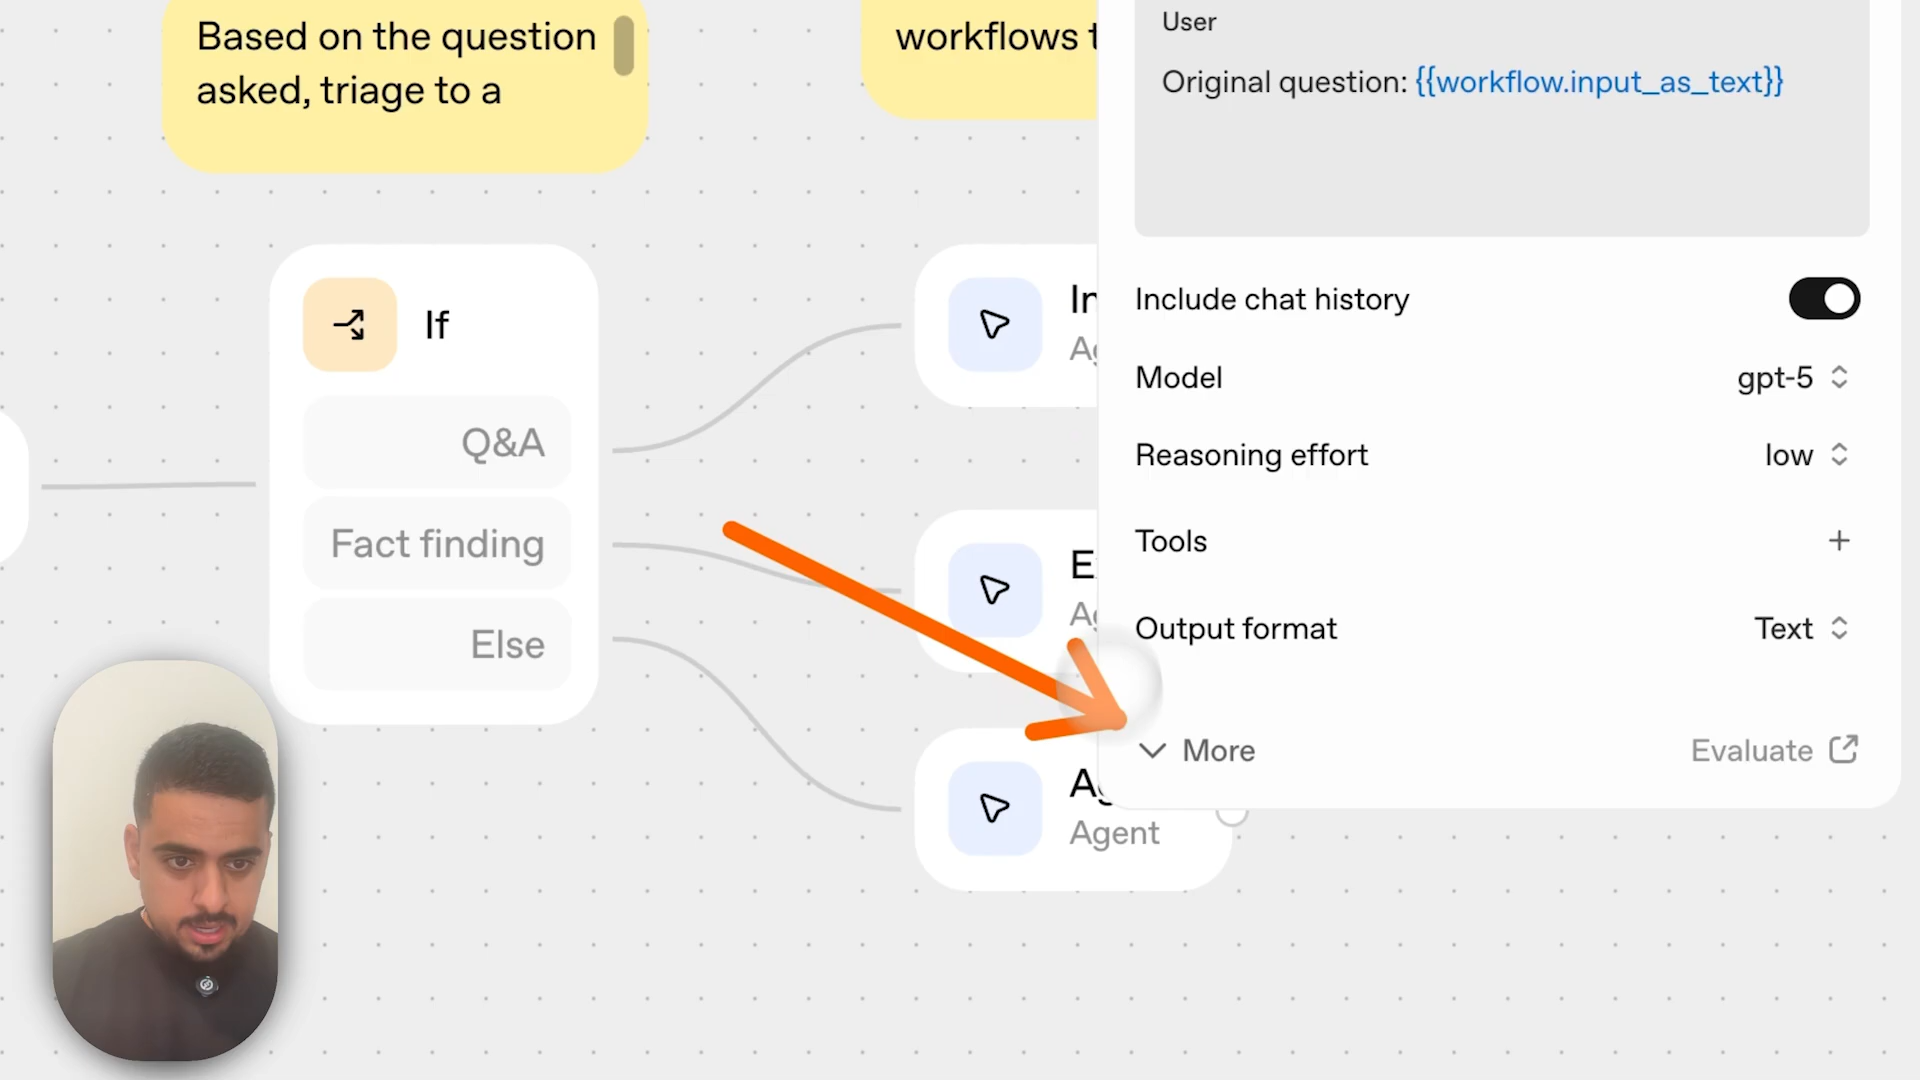 Based on the question
asked, triage to a
workflows
User
Original question: {{workflow.input_as_text}}
If
Q&A
Fact finding
Else
Agent
Include chat history
Model
gpt-5
Reasoning effort
low
Tools
Output format
Text
More
Evaluate